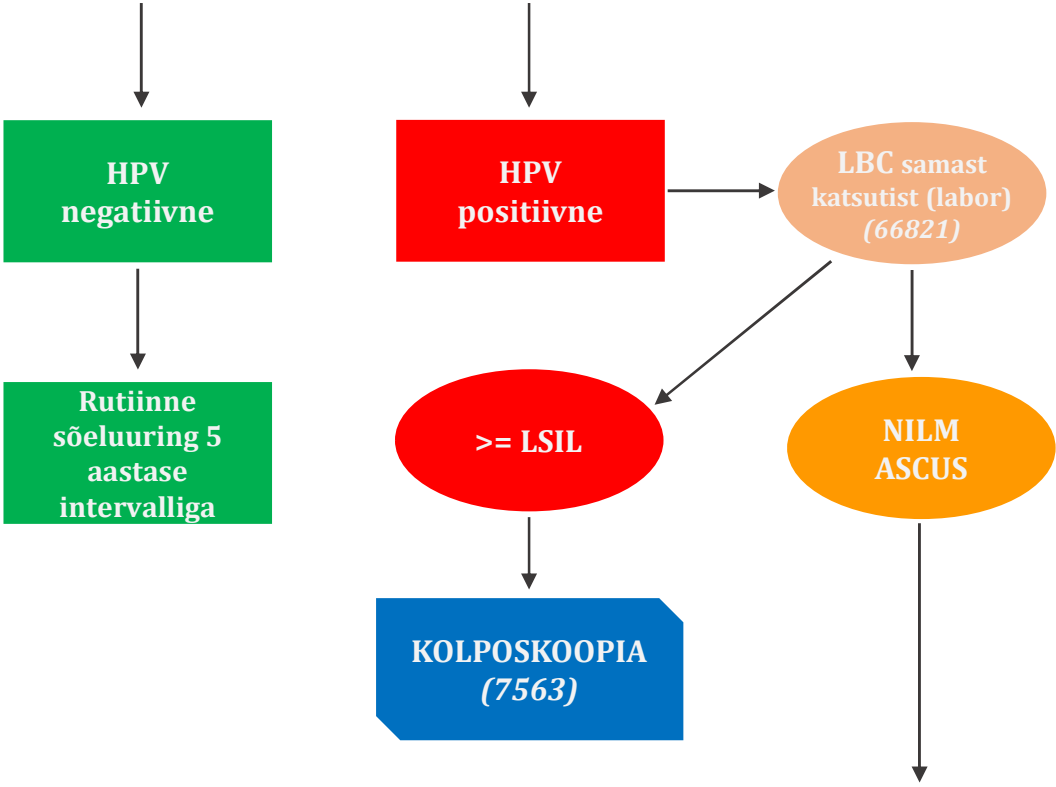 HPV
negatiivne
HPV
positiivne
LBC samast
katsutist (labor)
(66821)
Rutiinne
sõeluuring 5
aastase
intervalliga
>= LSIL
NILM
ASCUS
KOLPOSKOOPIA
(7563)